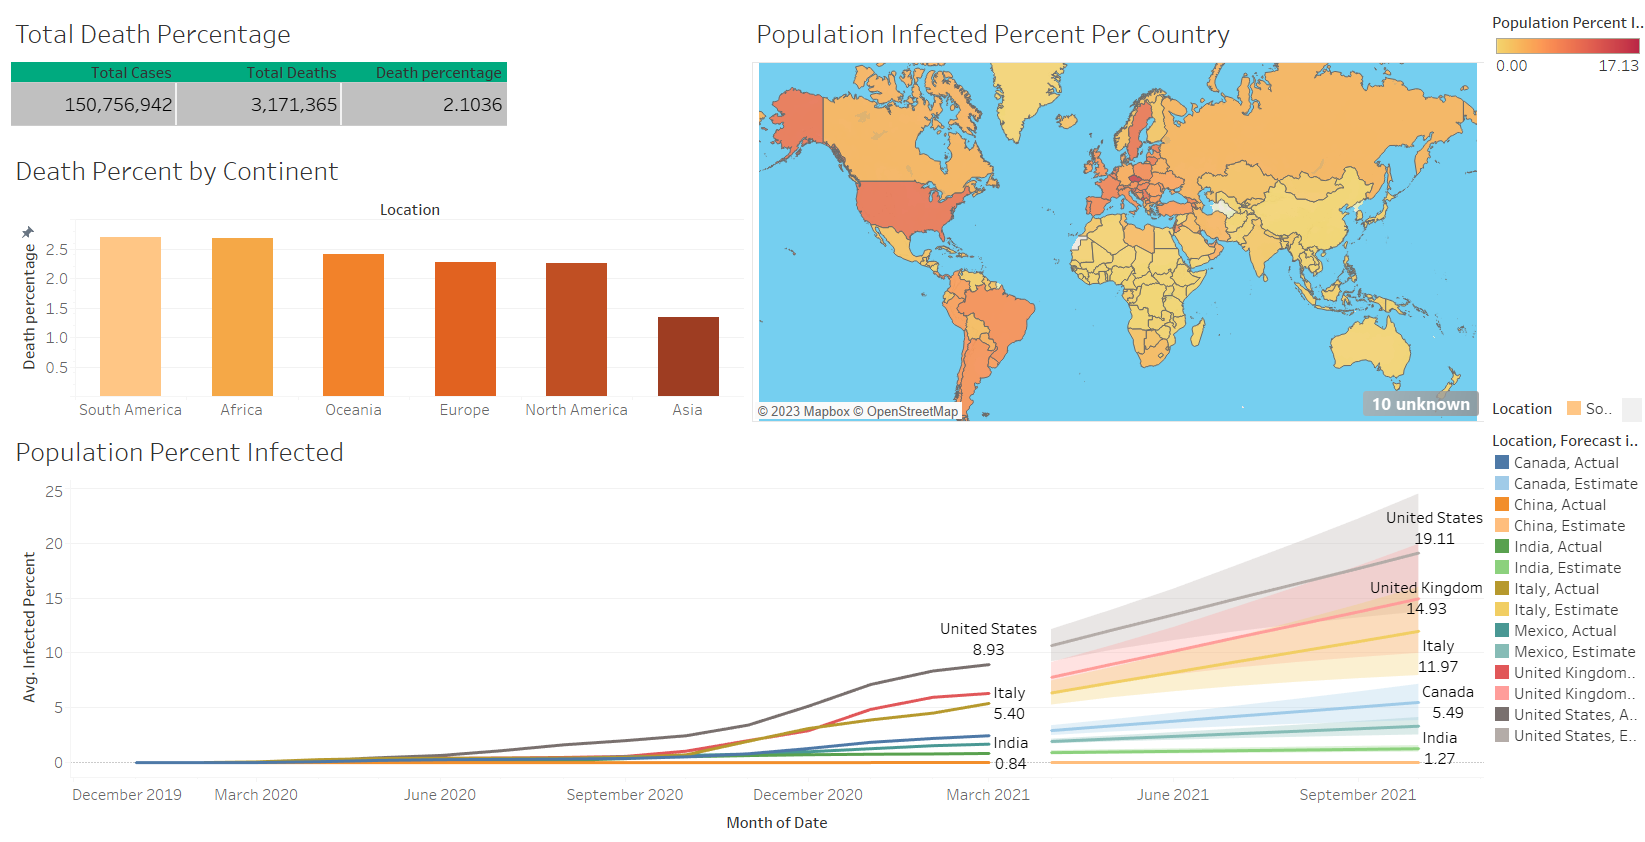 Total Death Percentage
Total Cases Total Deaths Death percentage
150,756,942 3,171,365 2.1036
Death Percent by Continent
Location
Death percentage
2.5
2.0
1.5
1.0
0.5
South America Africa Oceania Europe North America Asia
Population Infected Percent Per Country
© 2023 Mapbox © OpenStreetMap
10 unknown
Population Percent I..
0.00 17.13
Location So..
Population Percent Infected
Avg. Infected Percent
25
20
15
10
5
0
United States
8.93
Italy
5.40
India
0.84
United States
19.11
United Kingdom
14.93
Italy
11.97
Canada
5.49
India
1.27
December 2019 March 2020 June 2020 September 2020 December 2020 March 2021 June 2021 September 2021
Month of Date
Location, Forecast i..
Canada, Actual
Canada, Estimate
China, Actual
China, Estimate
India, Actual
India, Estimate
Italy, Actual
Italy, Estimate
Mexico, Actual
Mexico, Estimate
United Kingdom..
United Kingdom..
United States, A..
United States, E..